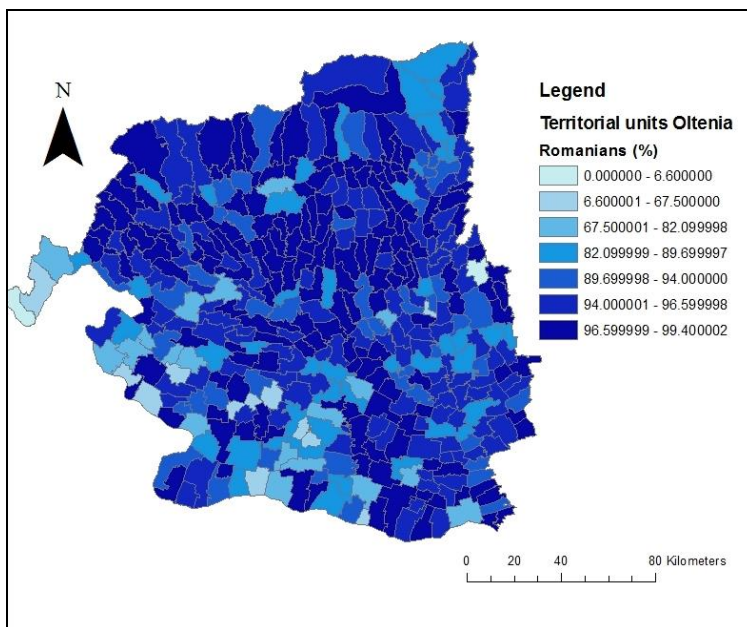 N
Legend
Territorial units Oltenia
Romanians (%)
0.000000 - 6.600000
6.600001 - 67.500000
67.500001 - 82.099998
82.099999 - 89.699997
89.699998 - 94.000000
94.000001 - 96.599998
96.599999 - 99.400002
0 20 40 80 Kilometers